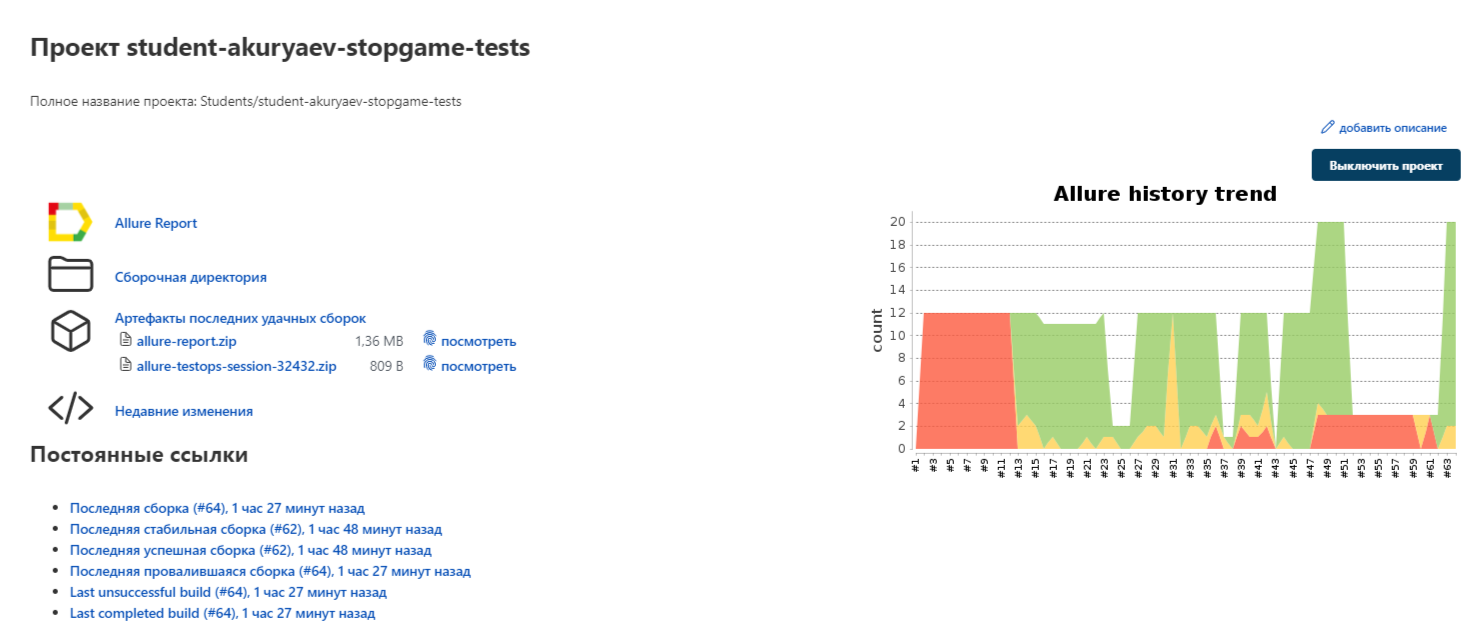 Проект student-akuryaev-stopgame-tests
Полное название проекта: Students/student-akuryaev-stopgame-tests
добавить описание
Выключить проект
Allure Report
Сборочная директория
Артефакты последних удачных сборок
allure-report.zip 1,36 MB посмотреть
allure-testops-session-32432.zip 809 B посмотреть
Недавние изменения
Allure history trend
count
20
18
16
14
12
10
8
6
4
2
0
#1 #3 #5 #7 #9 #11 #13 #15 #17 #19 #21 #23 #25 #27 #29 #31 #33 #35 #37 #39 #41 #43 #45 #47 #49 #51 #53 #55 #57 #59 #61 #63
Постоянные ссылки
Последняя сборка (#64), 1 час 27 минут назад
Последняя стабильная сборка (#62), 1 час 48 минут назад
Последняя успешная сборка (#62), 1 час 48 минут назад
Последняя провалившаяся сборка (#64), 1 час 27 минут назад
Last unsuccessful build (#64), 1 час 27 минут назад
Last completed build (#64), 1 час 27 минут назад